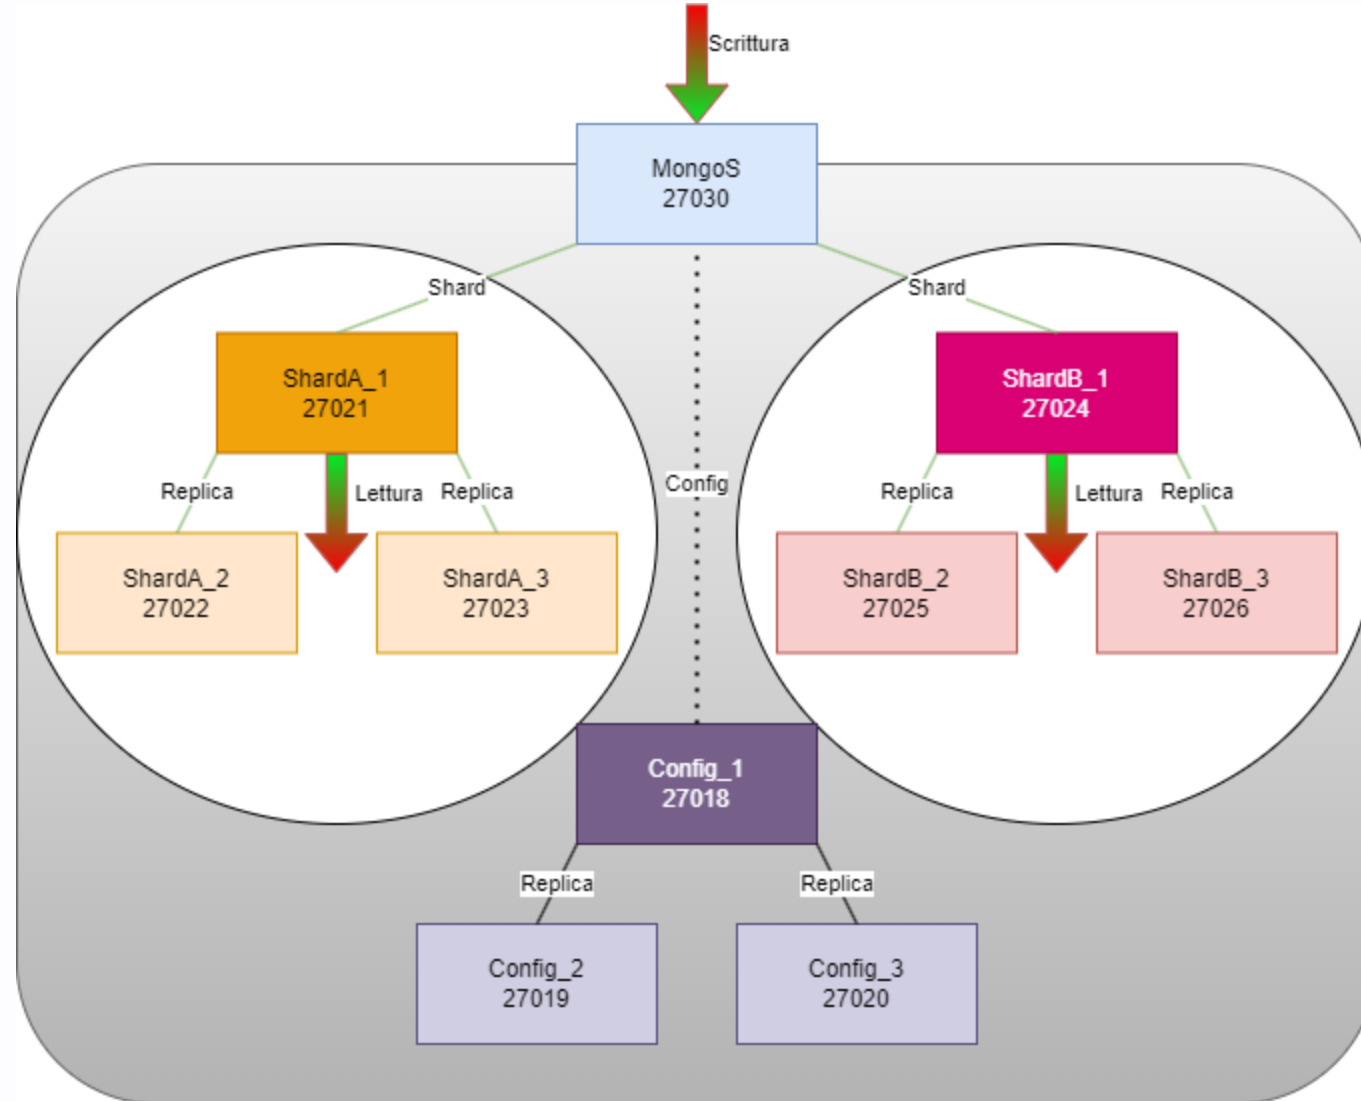 Scrittura
MongoS
27030
Shard
Shard
ShardA_1
27021
ShardB_1
27024
Replica
Lettura
Replica
Config
Replica
Lettura
Replica
ShardA_2
27022
ShardA_3
27023
ShardB_2
27025
ShardB_3
27026
Config_1
27018
Replica
Replica
Config_2
27019
Config_3
27020